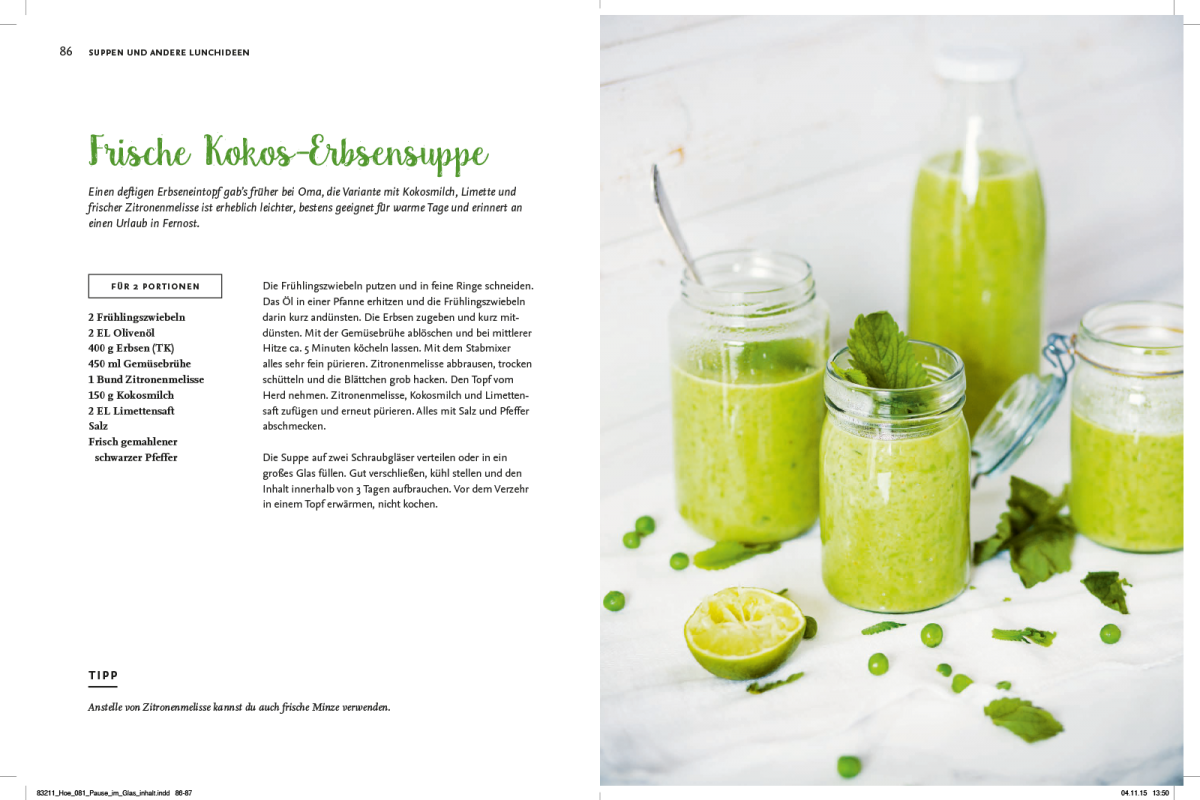 86 SUPPEN UND ANDERE LUNCHIDEEN
Frische Kokos-Erbsensuppe
Einen deftigen Erbseneintopf gab's früher bei Oma, die Variante mit Kokosmilch, Limette und
frischer Zitronenmelisse ist erheblich leichter, bestens geeignet für warme Tage und erinnert an
einen Urlaub in Fernost.
FÜR 2 PORTIONEN
2 Frühlingszwiebeln
2 EL Olivenöl
400 g Erbsen (TK)
450 ml Gemüsebrühe
1 Bund Zitronenmelisse
150 g Kokosmilch
2 EL Limettensaft
Salz
Frisch gemahlener
schwarzer Pfeffer
Die Frühlingszwiebeln putzen und in feine Ringe schneiden.
Das Öl in einer Pfanne erhitzen und die Frühlingszwiebeln
darin kurz andünsten. Die Erbsen zugeben und kurz mit-
dünsten. Mit der Gemüsebrühe ablöschen und bei mittlerer
Hitze ca. 5 Minuten köcheln lassen. Mit dem Stabmixer
alles sehr fein pürieren. Zitronenmelisse abbrausen, trocken
schütteln und die Blättchen grob hacken. Den Topf vom
Herd nehmen. Zitronenmelisse, Kokosmilch und Limetten-
saft zufügen und erneut pürieren. Alles mit Salz und Pfeffer
abschmecken.
Die Suppe auf zwei Schraubgläser verteilen oder in ein
großes Glas füllen. Gut verschließen, kühl stellen und den
Inhalt innerhalb von 3 Tagen aufbrauchen. Vor dem Verzehr
in einem Topf erwärmen, nicht kochen.
TIPP
Anstelle von Zitronenmelisse kannst du auch frische Minze verwenden.
83211_Hoe_081_Pause_im_Glas_inhalt.indd 86-87
04.11.15 13:50